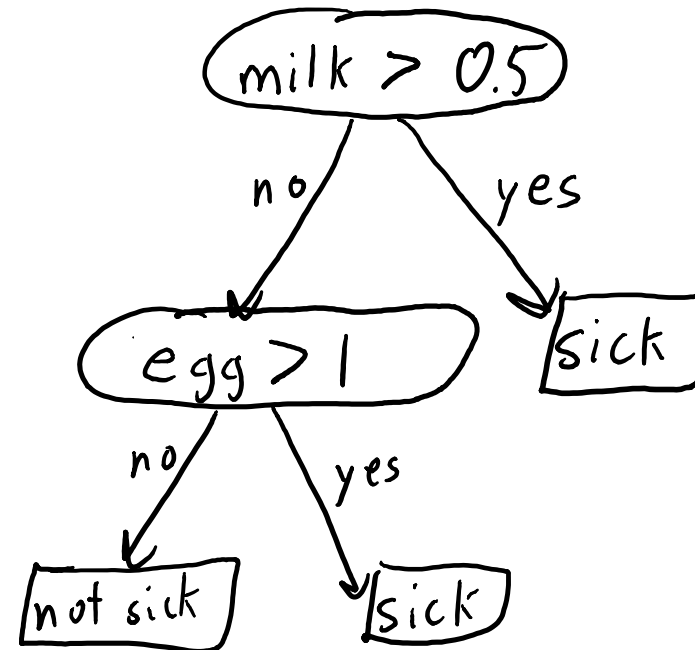 milk > 0.5
no
yes
egg > 1
sick
no
yes
not sick
sick